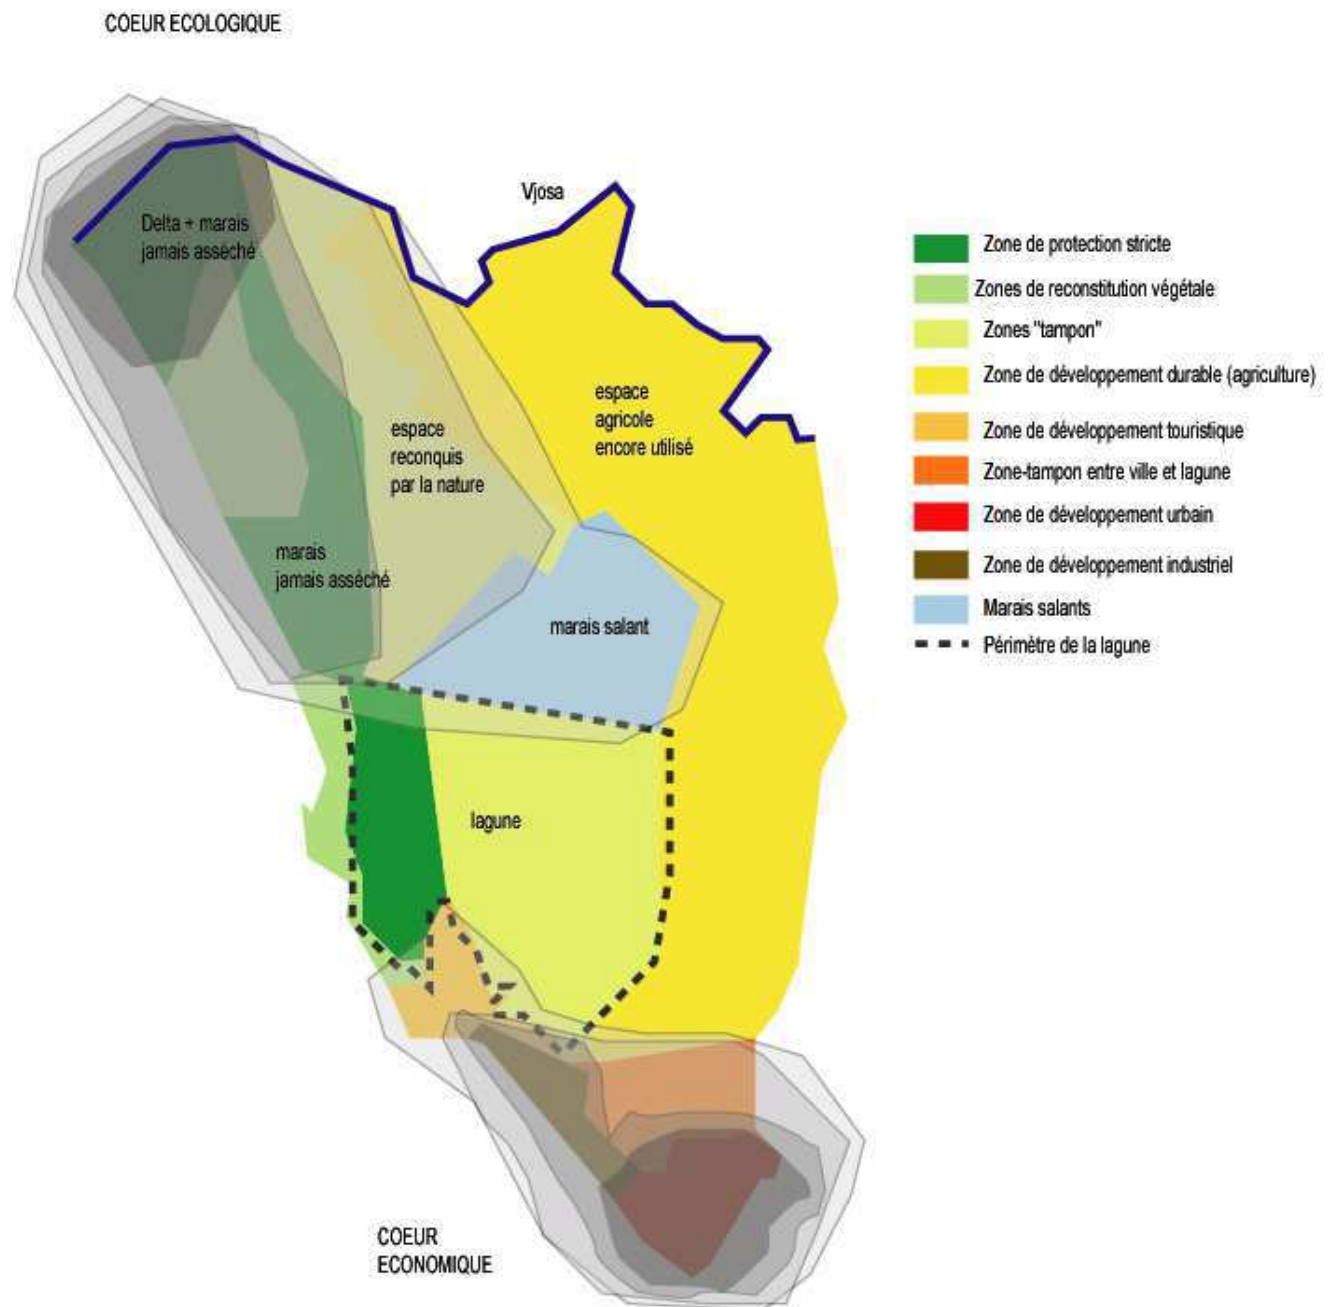 COEUR ECOLOGIQUE
Vjosa
Delta + marais
jamais asséché
espace
agricole
encore utilisé
espace
reconquis
par la nature
marais
jamais asséché
marais salant
lagune
COEUR
ECONOMIQUE
Zone de protection stricte
Zones de reconstitution végétale
Zones "tampon"
Zone de développement durable (agriculture)
Zone de développement touristique
Zone-tampon entre ville et lagune
Zone de développement urbain
Zone de développement industriel
Marais salants
Périmètre de la lagune